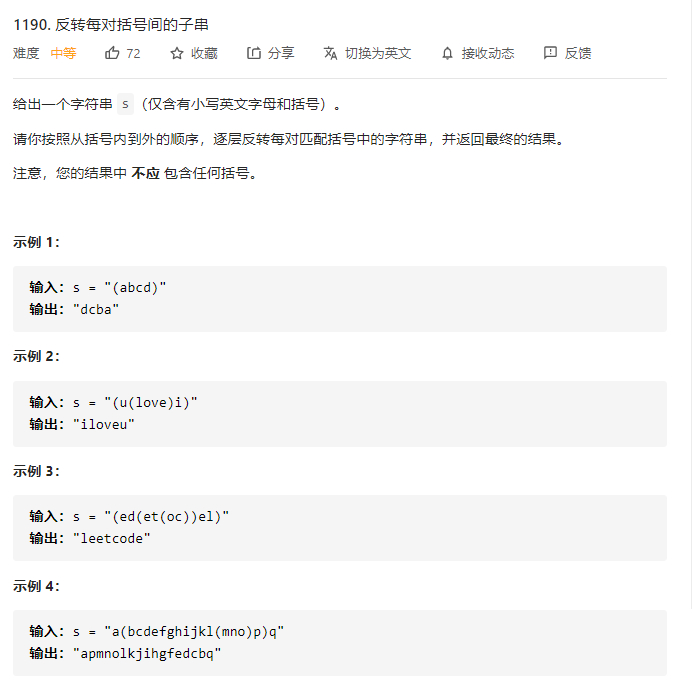 1190. 反转每对括号间的子串
难度 中等 72 收藏 分享 切换为英文 接收动态 反馈
给出一个字符串 s（仅含有小写英文字母和括号）。
请你按照从括号内到外的顺序，逐层反转每对匹配括号中的字符串，并返回最终的结果。
注意，您的结果中 不应 包含任何括号。
示例 1：
输入：s = "(abcd)"
输出："dcba"
示例 2：
输入：s = "(u(love)i)"
输出："iloveu"
示例 3：
输入：s = "(ed(et(oc))el)"
输出："leetcode"
示例 4：
输入：s = "a(bcdefghijkl(mno)p)q"
输出："apmnolkjihgfedcbq"